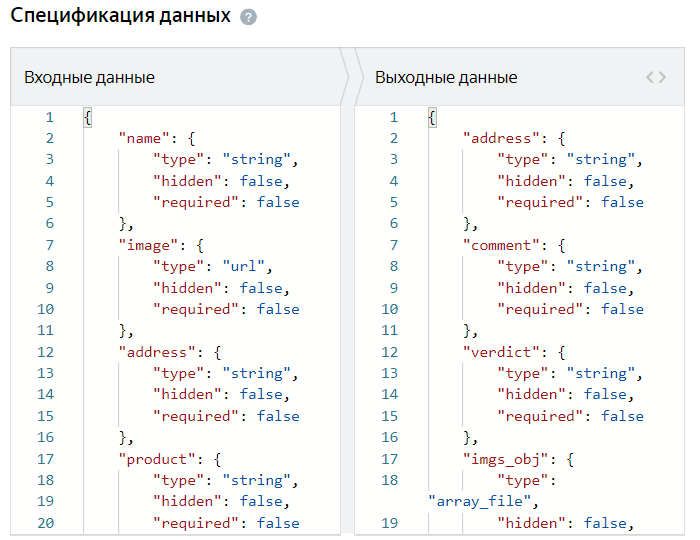 Спецификация данных ?
Входные данные
1 {
2 "name": {
3 "type": "string",
4 "hidden": false,
5 "required": false
6 },
7 "image": {
8 "type": "url",
9 "hidden": false,
10 "required": false
11 },
12 "address": {
13 "type": "string",
14 "hidden": false,
15 "required": false
16 },
17 "product": {
18 "type": "string",
19 "hidden": false,
20 "required": false
Выходные данные <>
1 {
2 "address": {
3 "type": "string",
4 "hidden": false,
5 "required": false
6 },
7 "comment": {
8 "type": "string",
9 "hidden": false,
10 "required": false
11 },
12 "verdict": {
13 "type": "string",
14 "hidden": false,
15 "required": false
16 },
17 "imgs_obj": {
18 "type":
"array_file",
19 "hidden": false,